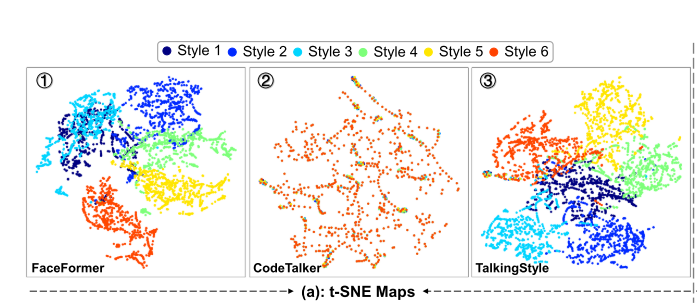 Style 1 Style 2 Style 3 Style 4 Style 5 Style 6
① ② ③
FaceFormer CodeTalker TalkingStyle
(a): t-SNE Maps